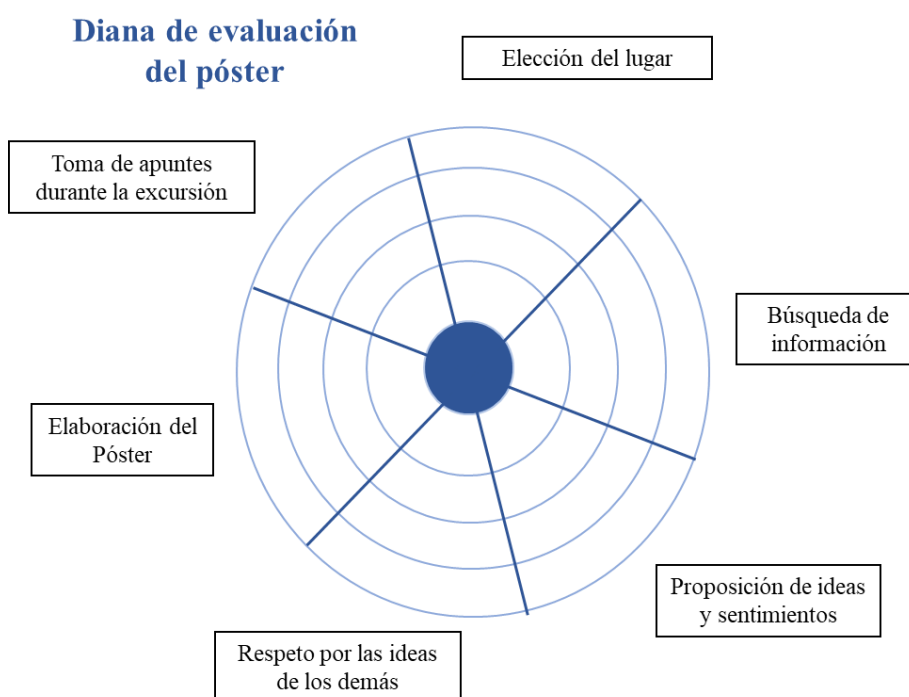 Diana de evaluación
del póster
Elección del lugar
Toma de apuntes
durante la excursión
Búsqueda de
información
Elaboración del
Póster
Proposición de ideas
y sentimientos
Respeto por las ideas
de los demás